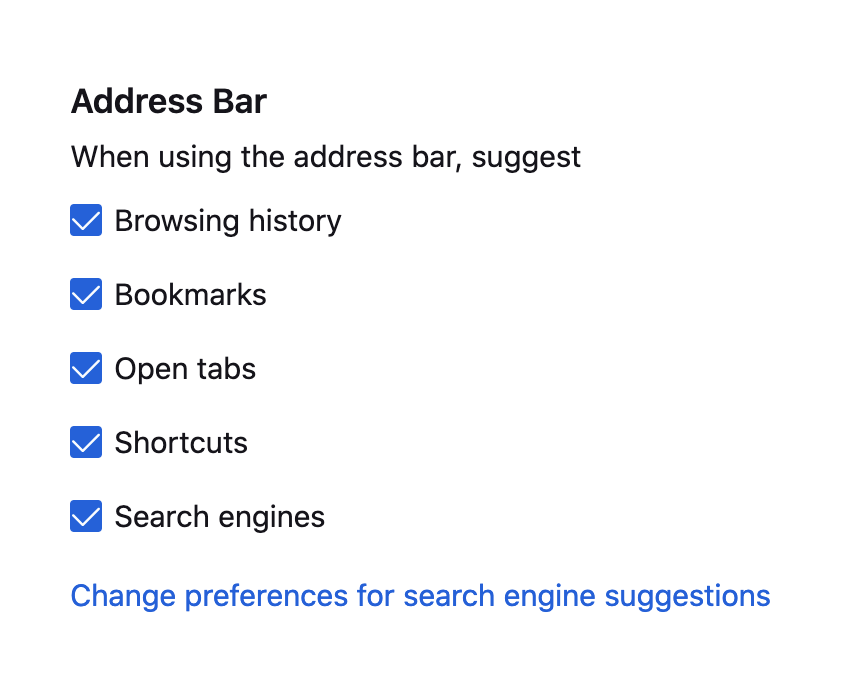 Address Bar
When using the address bar, suggest
Browsing history
Bookmarks
Open tabs
Shortcuts
Search engines
Change preferences for search engine suggestions